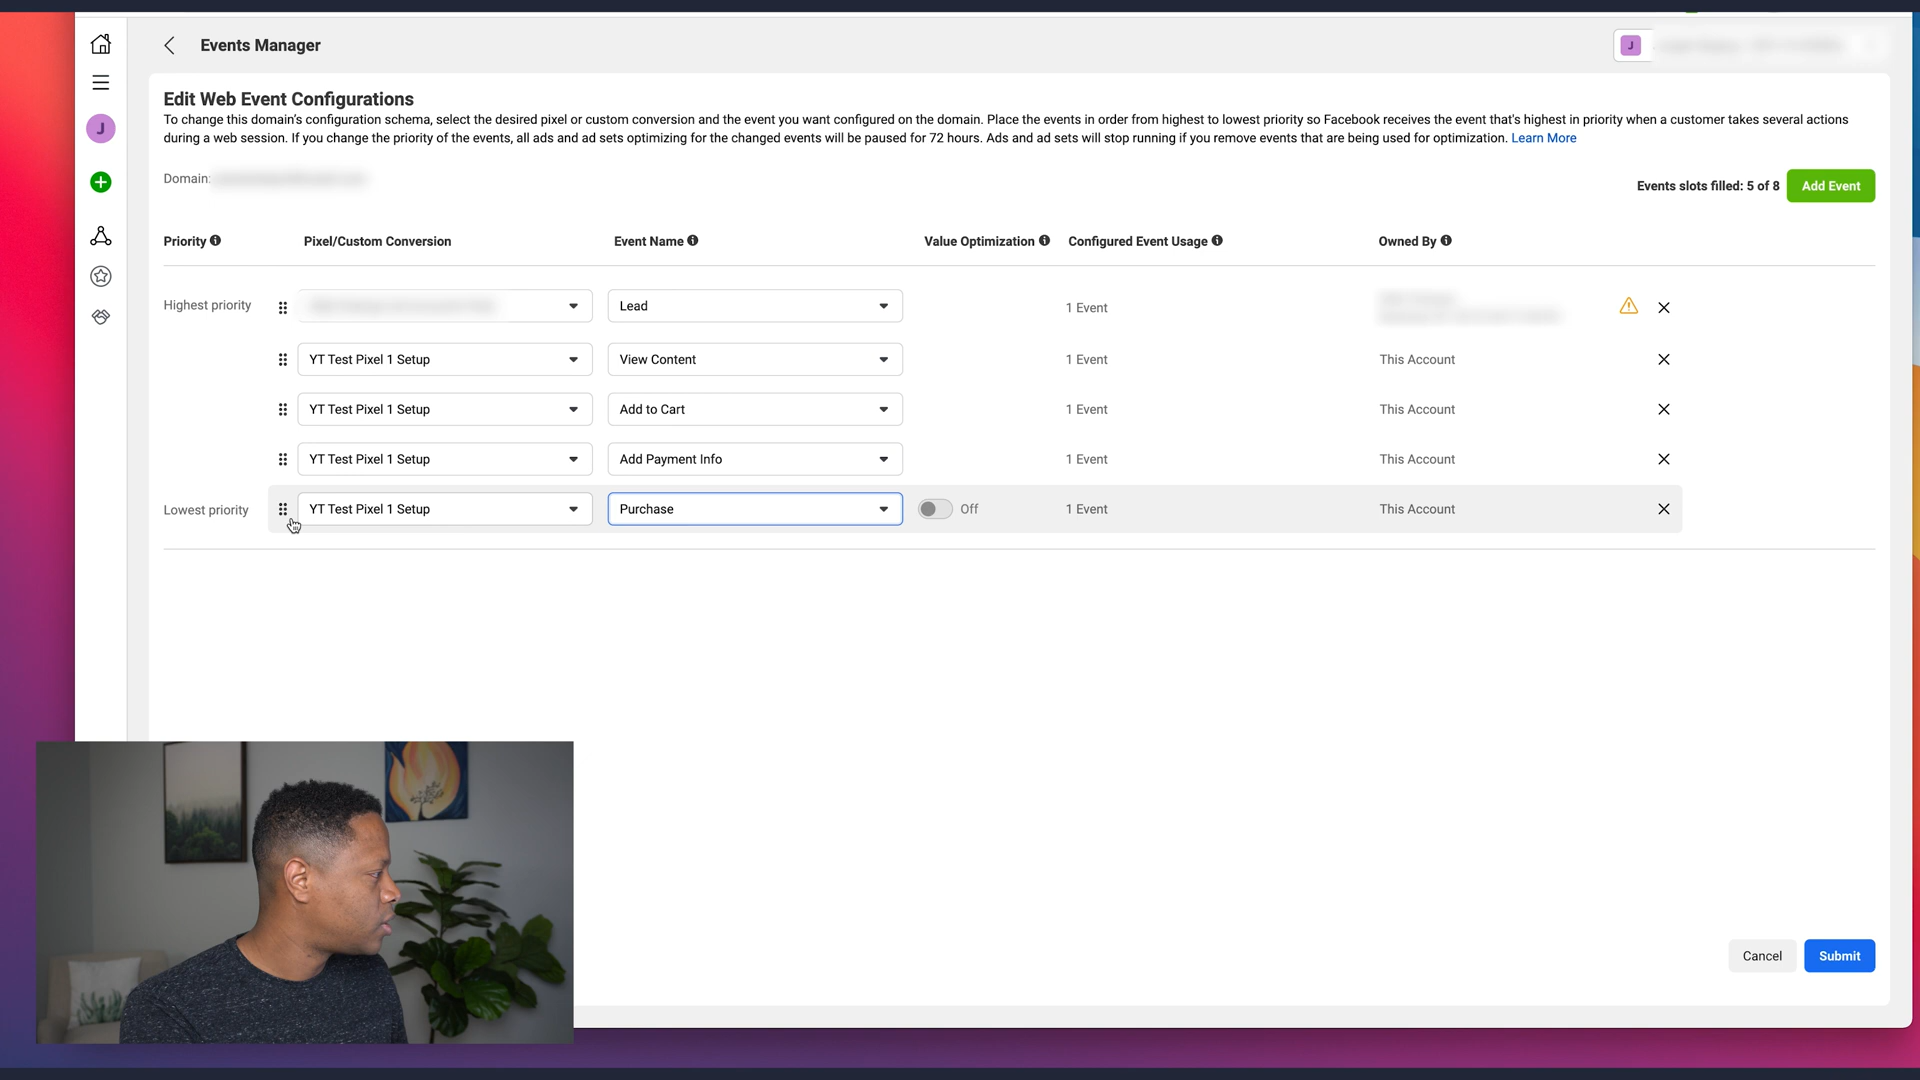 Events Manager
J
Edit Web Event Configurations
To change this domain's configuration schema, select the desired pixel or custom conversion and the event you want configured on the domain. Place the events in order from highest to lowest priority so Facebook receives the event that's highest in priority when a customer takes several actions
during a web session. If you change the priority of the events, all ads and ad sets optimizing for the changed events will be paused for 72 hours. Ads and ad sets will stop running if you remove events that are being used for optimization. Learn More
J
Domain:
Events slots filled: 5 of 8 Add Event
Priority Pixel/Custom Conversion Event Name Value Optimization Configured Event Usage Owned By
Highest priority Lead 1 Event
YT Test Pixel 1 Setup View Content 1 Event This Account
YT Test Pixel 1 Setup Add to Cart 1 Event This Account
YT Test Pixel 1 Setup Add Payment Info 1 Event This Account
Lowest priority YT Test Pixel 1 Setup Purchase Off 1 Event This Account
Cancel Submit